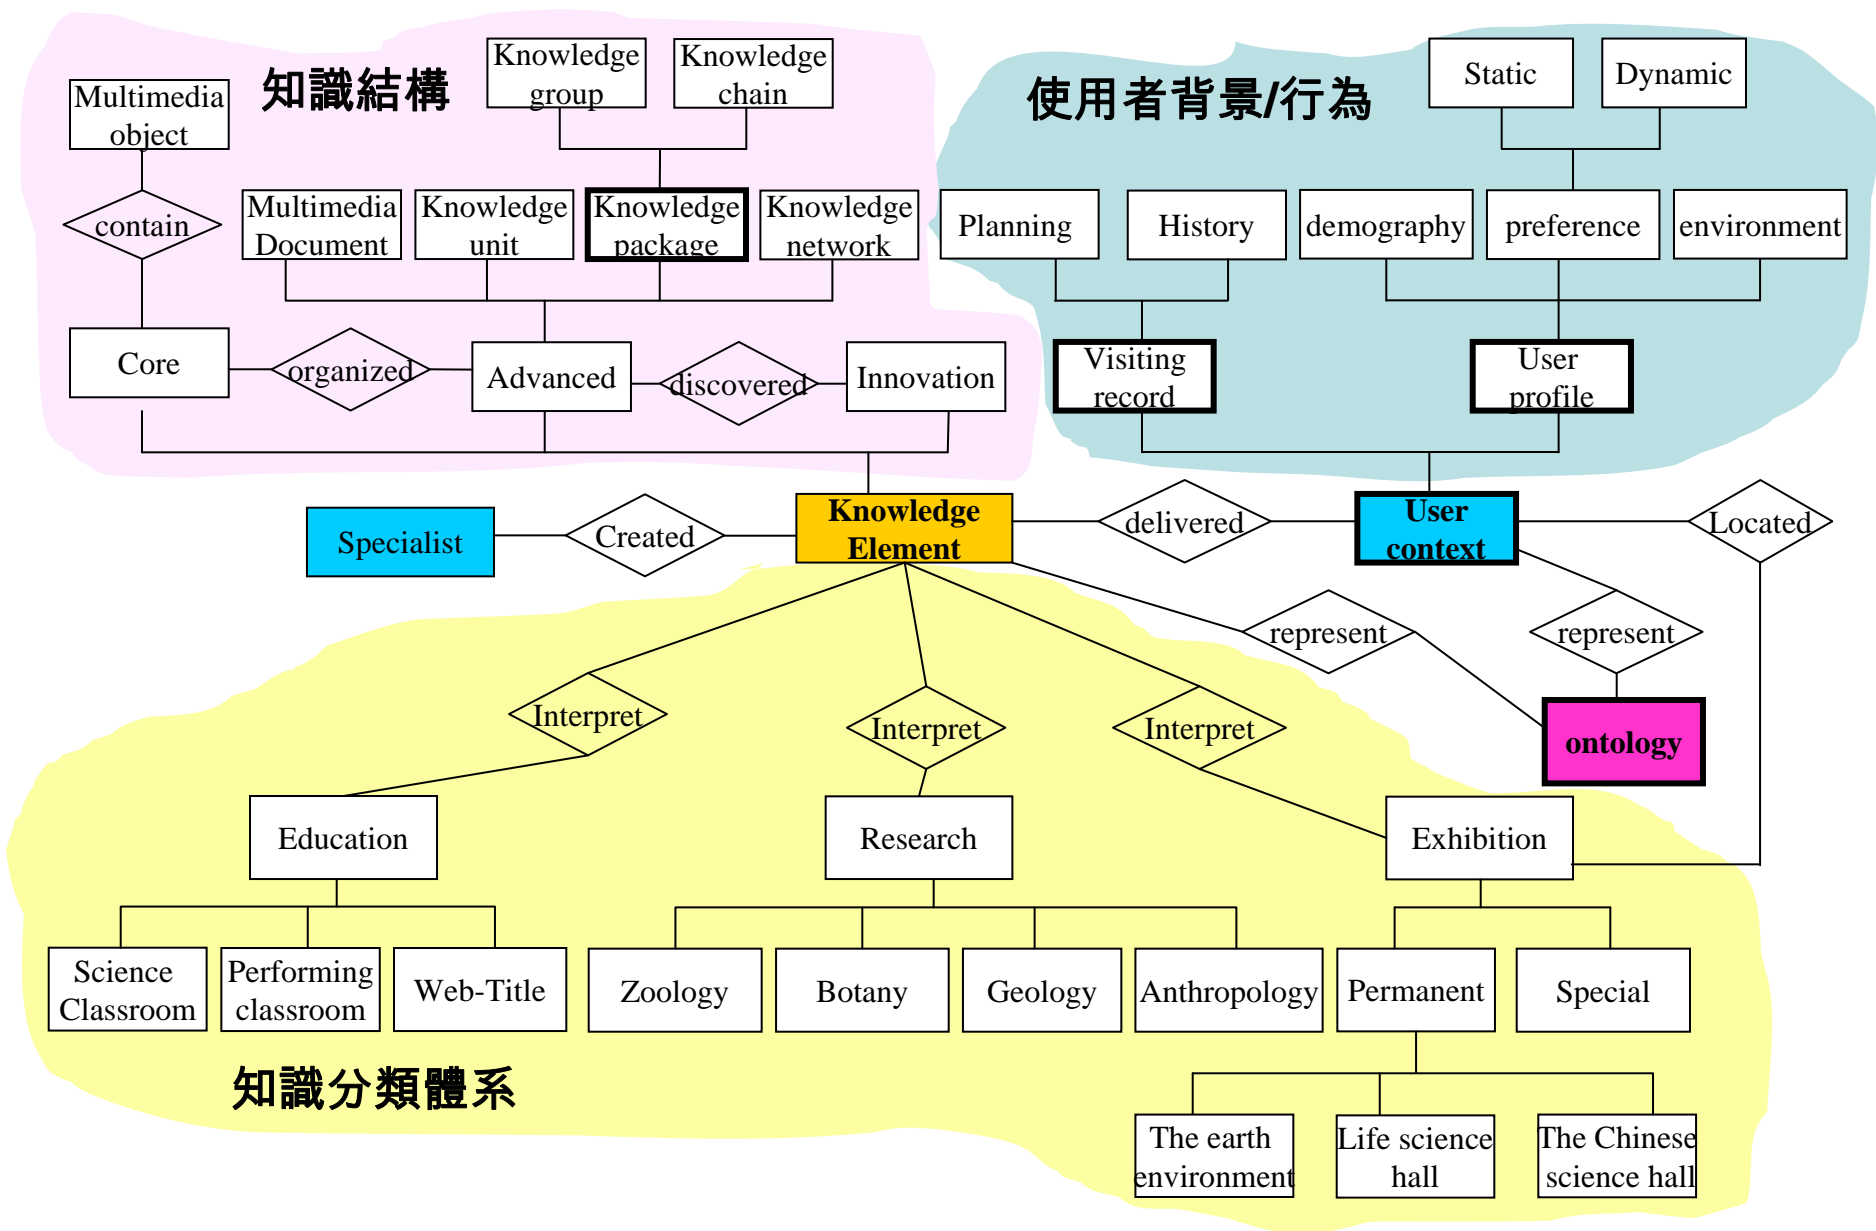 知識結構
Knowledge
group
Knowledge
chain
Multimedia
object
contain
Multimedia
Document
Knowledge
unit
Knowledge
package
Knowledge
network
Core
organized
Advanced
discovered
Innovation
使用者背景/行為
Static
Dynamic
Planning
History
demography
preference
environment
Visiting
record
User
profile
Specialist
Created
Knowledge
Element
delivered
User
context
Located
represent
represent
ontology
Interpret
Interpret
Interpret
Education
Research
Exhibition
Science
Classroom
Performing
classroom
Web-Title
Zoology
Botany
Geology
Anthropology
Permanent
Special
知識分類體系
The earth
environment
Life science
hall
The Chinese
science hall